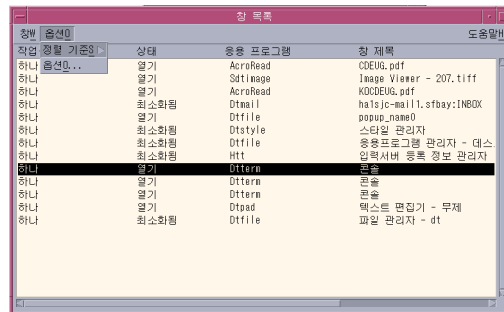 창 목록
창W 옵션O 도움말H
작업 정렬 기준S 상태 응용 프로그램 창 제목
하나 옵션O... 열기 AcroRead CDEUG.pdf
하나 열기 Sdtimage Image Viewer - 207.tiff
하나 열기 AcroRead KOCDEUG.pdf
하나 최소화됨 Dtmail halsjc-mail1.sfbay:INBOX
하나 열기 Dtfile popup_name0
하나 최소화됨 Dtstyle 스타일 관리자
하나 최소화됨 Dtfile 응용프로그램 관리자 - 데스
하나 최소화됨 Htt 입력서버 등록 정보 관리자
하나 열기 Dtterm 콘솔
하나 열기 Dtterm 콘솔
하나 열기 Dtterm 콘솔
하나 열기 Dtpad 텍스트 편집기 - 무제
하나 최소화됨 Dtfile 파일 관리자 - dt